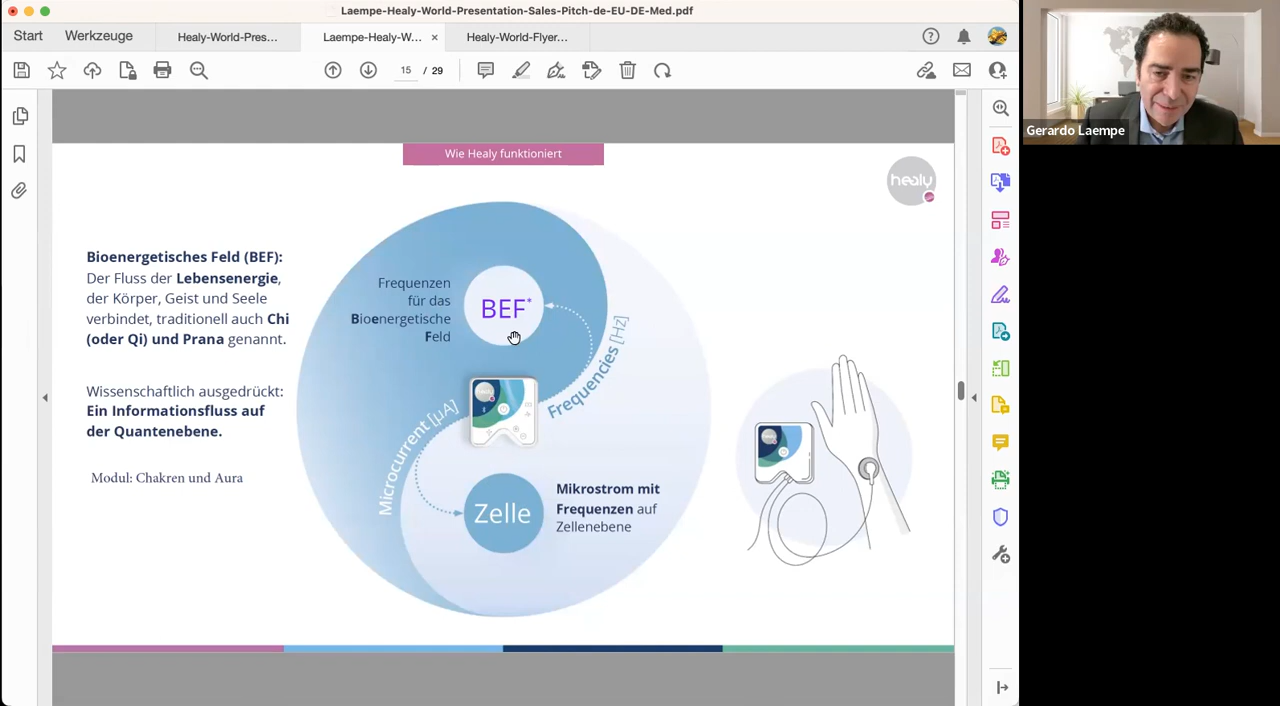 Laempe-Healy-World-Presentation-Sales-Pitch-de-EU-DE-Med.pdf
Start
Werkzeuge
Healy-World-Pres...
Laempe-Healy-W...
Healy-World-Flyer...
15 / 29
Gerardo Laempe
Wie Healy funktioniert
healy
Bioenergetisches Feld (BEF):
Der Fluss der Lebensenergie,
der Körper, Geist und Seele
verbindet, traditionell auch Chi
(oder Qi) und Prana genannt.
Wissenschaftlich ausgedrückt:
Ein Informationsfluss auf
der Quantenebene.
Modul: Chakren und Aura
Frequenzen
für das
Bioenergetische
Feld
BEF*
Frequencies [Hz]
Microcurrent [µA]
Zelle
Mikrostrom mit
Frequenzen auf
Zellenebene